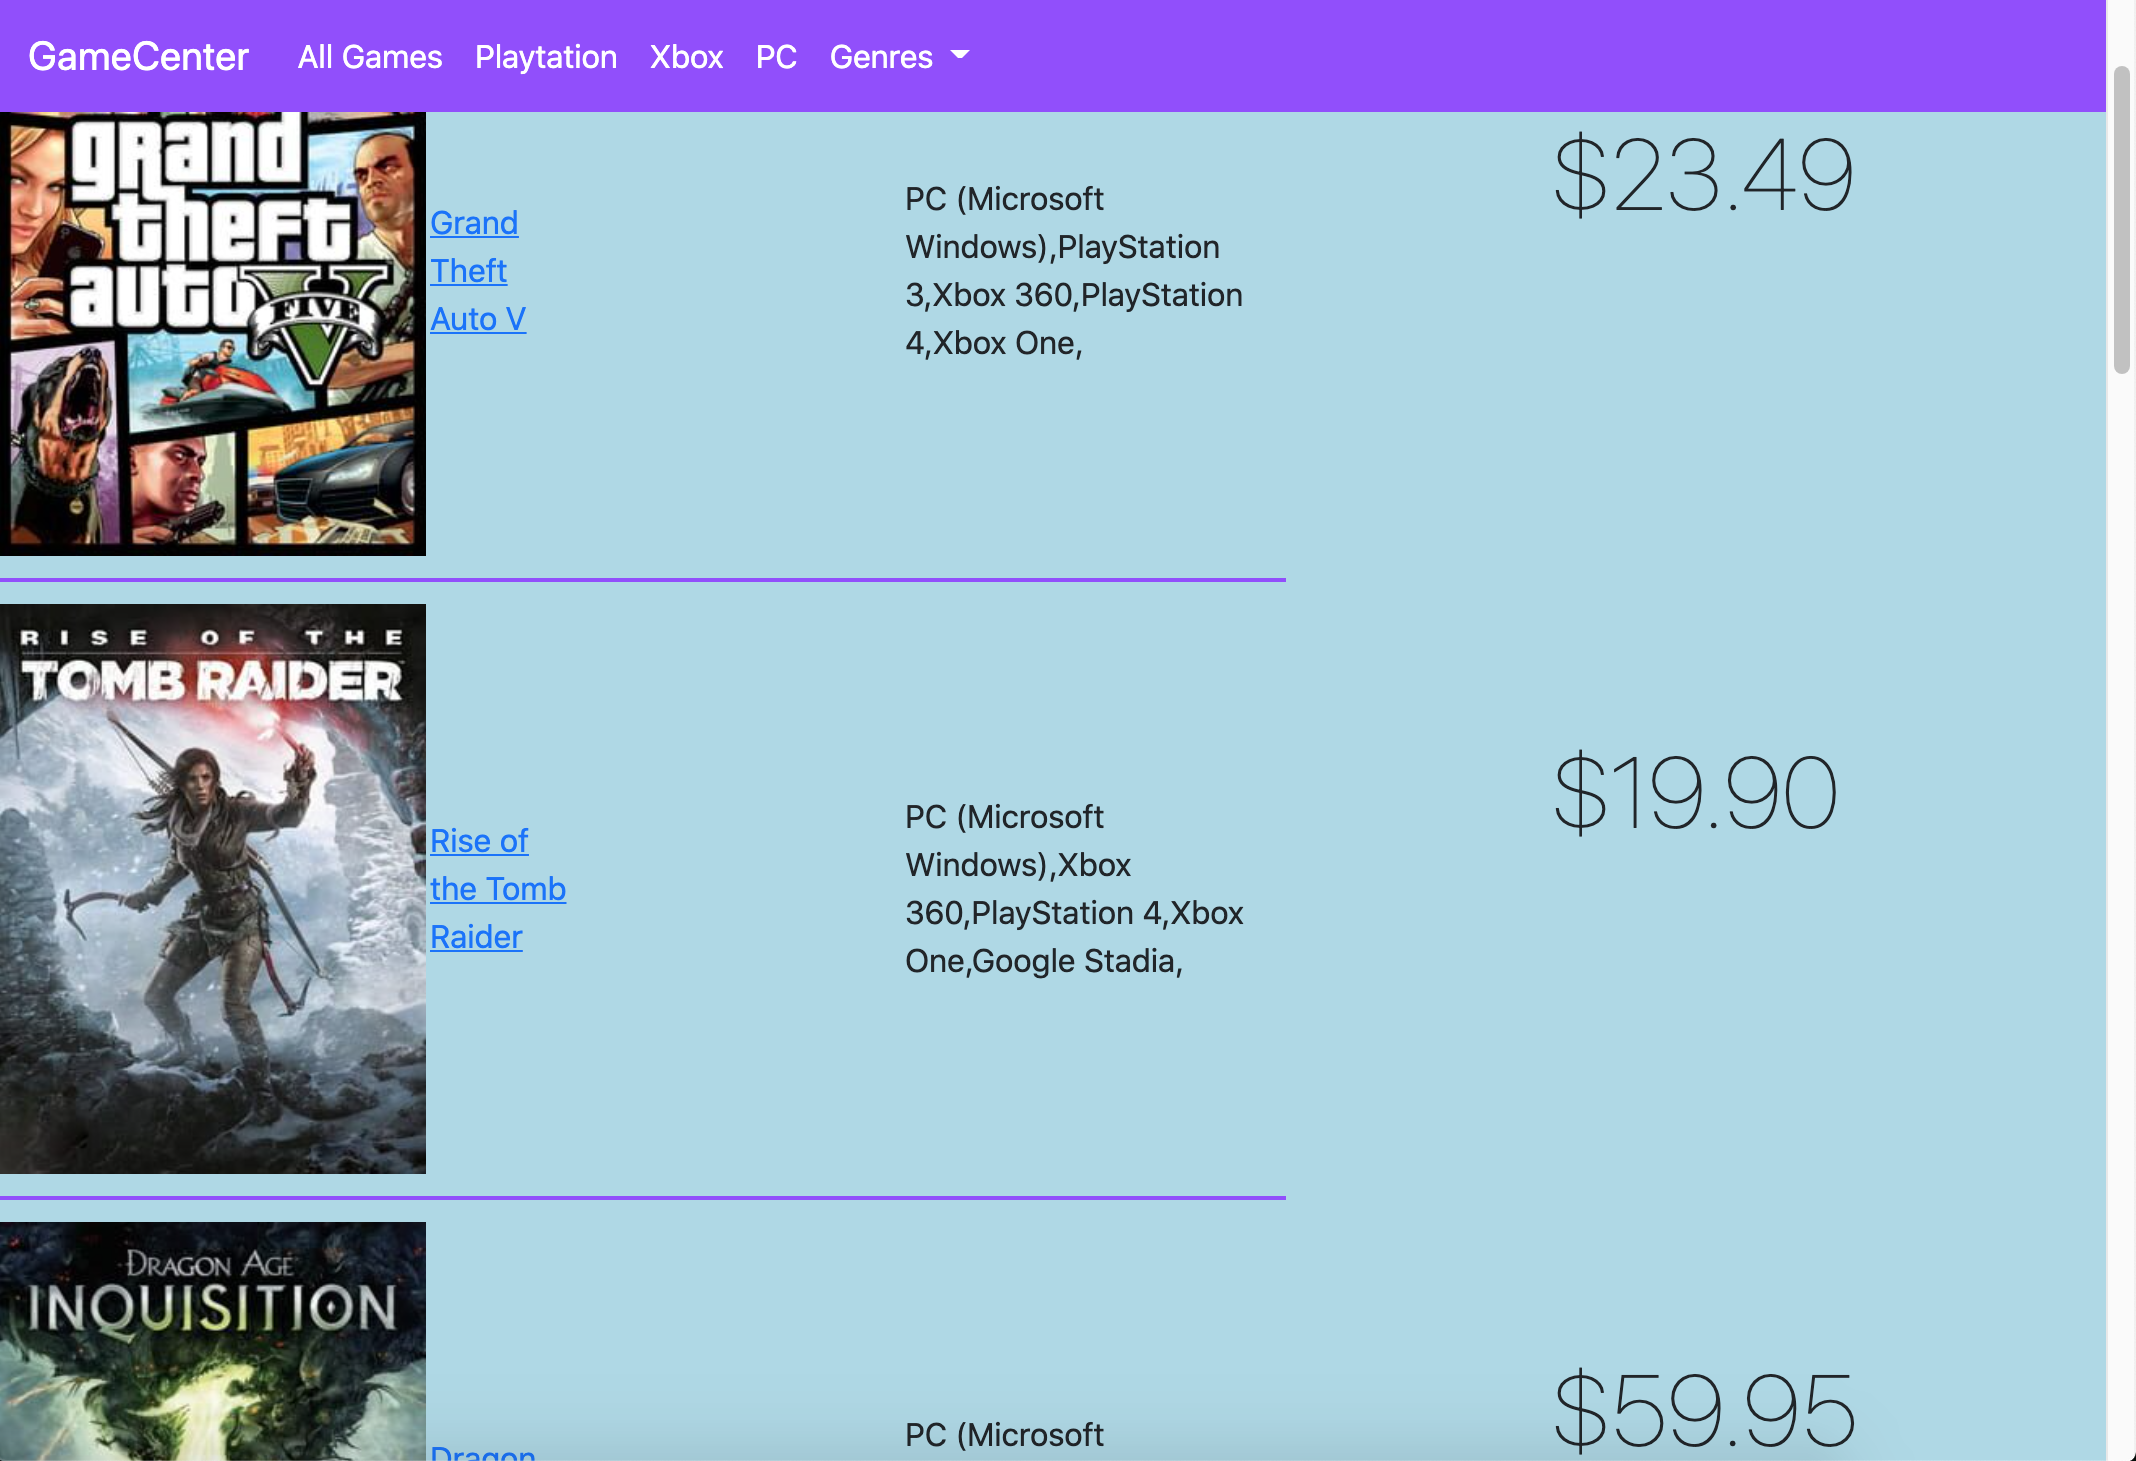 GameCenter All Games Playtation Xbox PC Genres
grand
theft
auto V
FIVE
Grand
Theft
Auto V
PC (Microsoft
Windows),PlayStation
3,Xbox 360,PlayStation
4,Xbox One,
$23.49
RISE OF THE
TOMB RAIDER
Rise of
the Tomb
Raider
PC (Microsoft
Windows),Xbox
360,PlayStation 4,Xbox
One,Google Stadia,
$19.90
DRAGON AGE
INQUISITION
Dragon
PC (Microsoft
$59.95